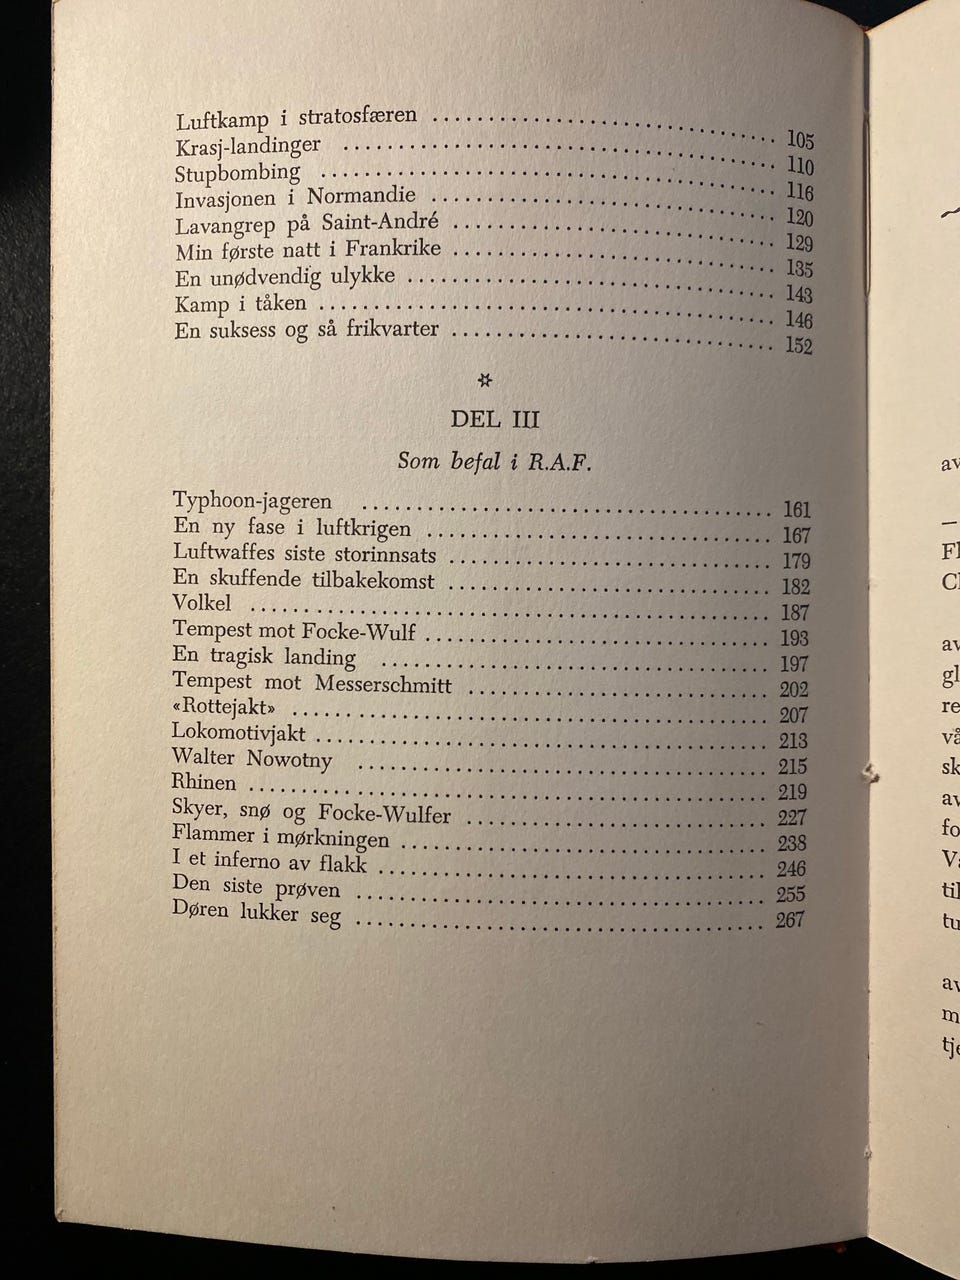 Luftkamp i stratosfæren ........................................ 105
Krasj-landinger ........................................ 110
Stupbombing ........................................ 116
Invasjonen i Normandie ........................................ 120
Lavangrep på Saint-André ........................................ 129
Min første natt i Frankrike ........................................ 135
En unødvendig ulykke ........................................ 143
Kamp i tåken ........................................ 146
En suksess og så frikvarter ........................................ 152
DEL III
Som befal i R.A.F.
Typhoon-jageren ........................................ 161
En ny fase i luftkrigen ........................................ 167
Luftwaffes siste storinnsats ........................................ 179
En skuffende tilbakekomst ........................................ 182
Volkel ........................................ 187
Tempest mot Focke-Wulf ........................................ 193
En tragisk landing ........................................ 197
Tempest mot Messerschmitt ........................................ 202
«Rottejakt» ........................................ 207
Lokomotivjakt ........................................ 213
Walter Nowotny ........................................ 215
Rhinen ........................................ 219
Skyer, snø og Focke-Wulfer ........................................ 227
Flammer i mørkningen ........................................ 238
I et inferno av flakk ........................................ 246
Den siste prøven ........................................ 255
Døren lukker seg ........................................ 267